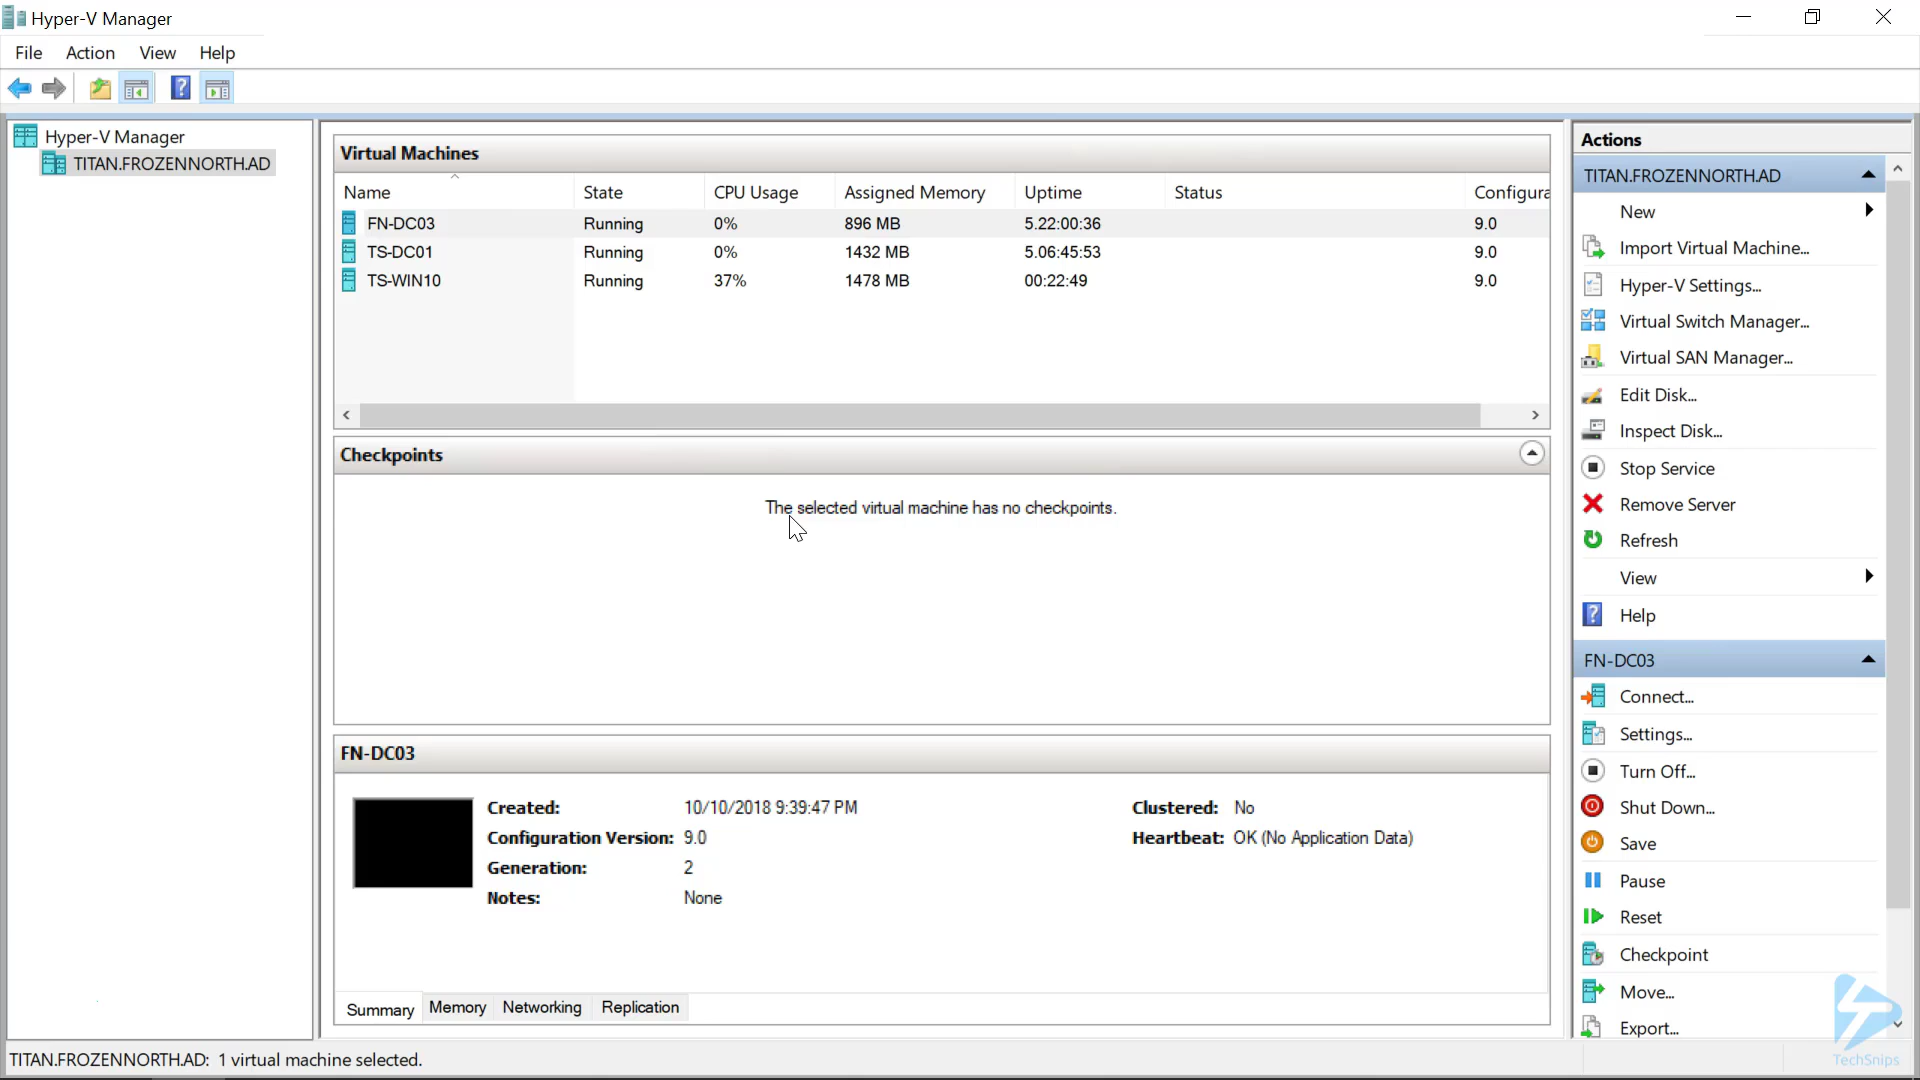 Hyper-V Manager
File Action View Help
Hyper-V Manager
TITAN.FROZENNORTH.AD
Virtual Machines
Name State CPU Usage Assigned Memory Uptime Status Configura
FN-DC03 Running 0% 896 MB 5.22:00:36 9.0
TS-DC01 Running 0% 1432 MB 5.06:45:53 9.0
TS-WIN10 Running 37% 1478 MB 00:22:49 9.0
Checkpoints
The selected virtual machine has no checkpoints.
FN-DC03
Created: 10/10/2018 9:39:47 PM Clustered: No
Configuration Version: 9.0 Heartbeat: OK (No Application Data)
Generation: 2
Notes: None
Summary Memory Networking Replication
Actions
TITAN.FROZENNORTH.AD
New
Import Virtual Machine...
Hyper-V Settings...
Virtual Switch Manager...
Virtual SAN Manager...
Edit Disk...
Inspect Disk...
Stop Service
Remove Server
Refresh
View
Help
FN-DC03
Connect...
Settings...
Turn Off...
Shut Down...
Save
Pause
Reset
Checkpoint
Move...
Export...
TechSnips
TITAN.FROZENNORTH.AD: 1 virtual machine selected.